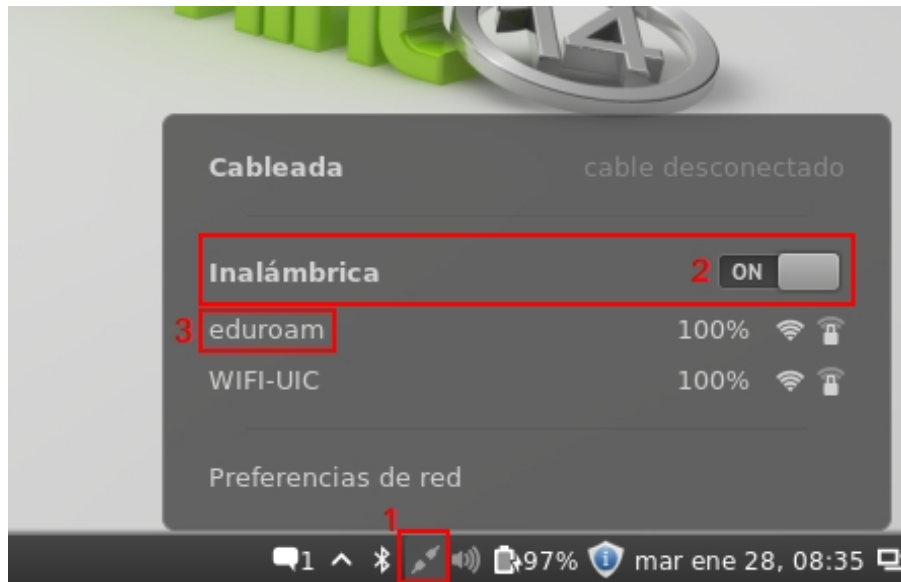 14
Cableada cable desconectado
Inalámbrica 2 ON
3 eduroam 100%
WIFI-UIC 100%
Preferencias de red
1
1 97% mar ene 28, 08:35